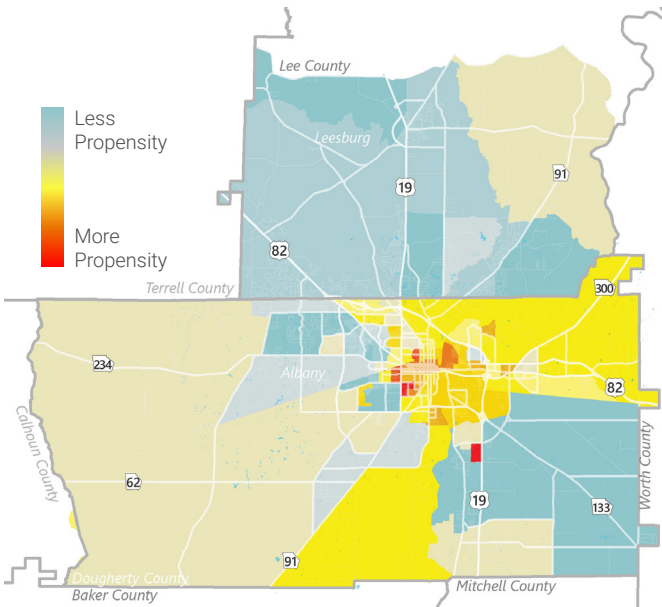 Lee County
Less
Propensity
Leesburg
91
19
More
Propensity
82
Terrell County
300
234
Albany
82
Calhoun County
Worth County
62
19
133
91
Dougherty County
Baker County
Mitchell County